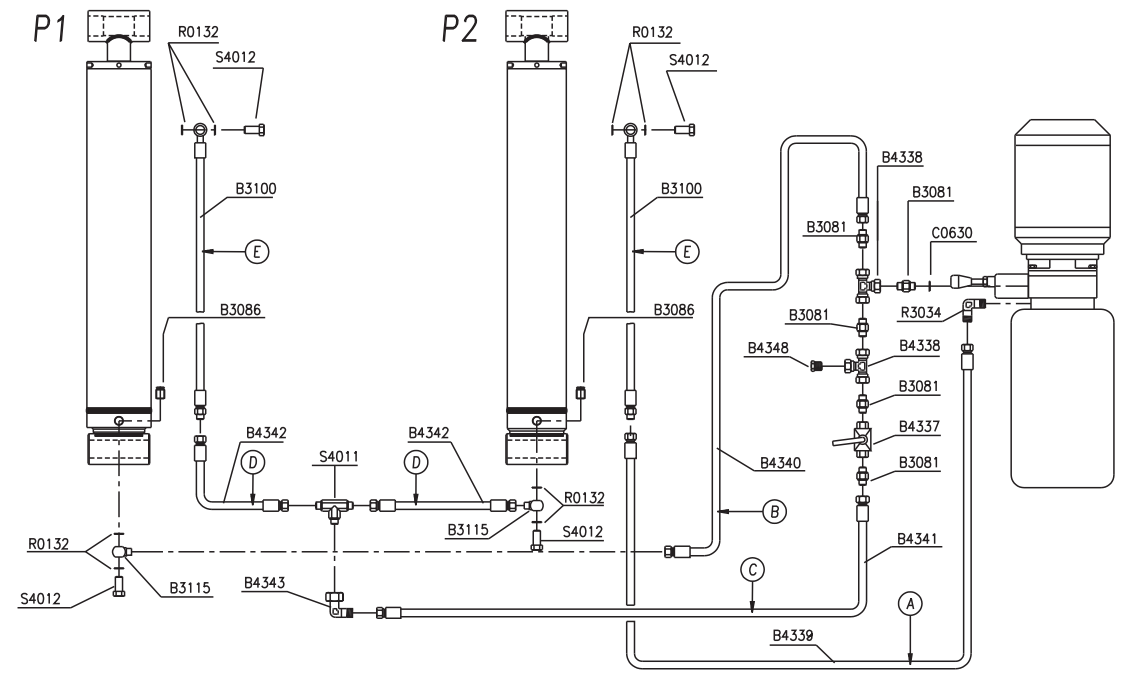 P1
P2
R0132
S4012
R0132
S4012
B4338
B3081
B3081
C0630
B3100
B3100
E
E
B3086
B3086
B3081
R3034
B4348
B4338
B3081
B4337
B4342
B4342
D
S4011
D
B4340
B3081
R0132
B3115
S4012
B
R0132
B4341
B3115
S4012
B4343
C
A
B4339